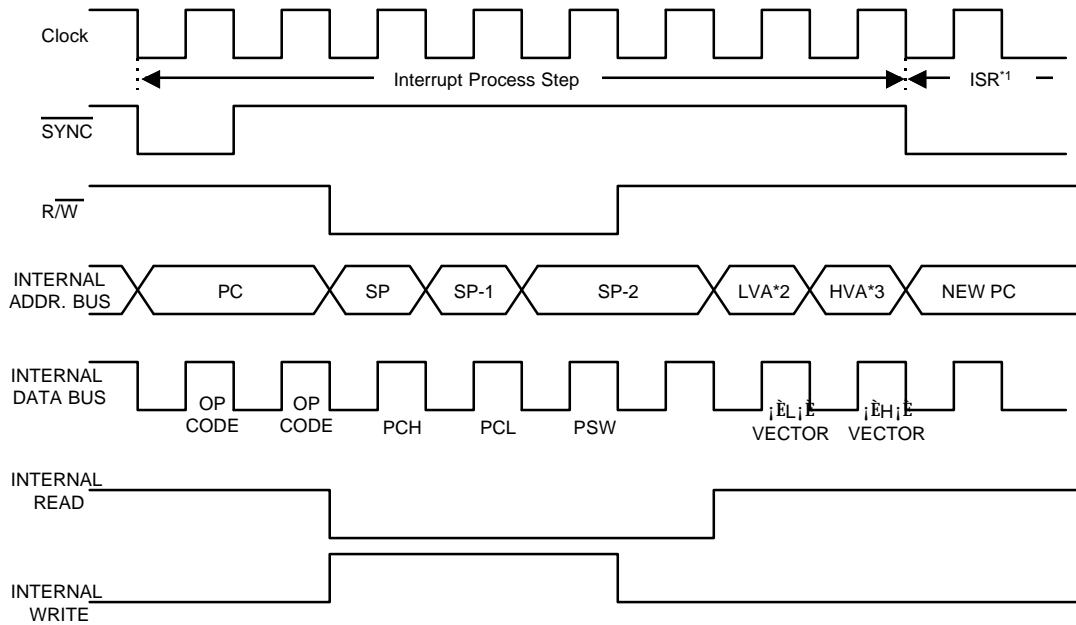 Clock
Interrupt Process Step
ISR*1
SYNC
R/W
INTERNAL
ADDR. BUS
PC
SP
SP-1
SP-2
LVA*2
HVA*3
NEW PC
INTERNAL
DATA BUS
OP
CODE
OP
CODE
PCH
PCL
PSW
¡ÈL¡È
VECTOR
¡ÈH¡È
VECTOR
INTERNAL
READ
INTERNAL
WRITE